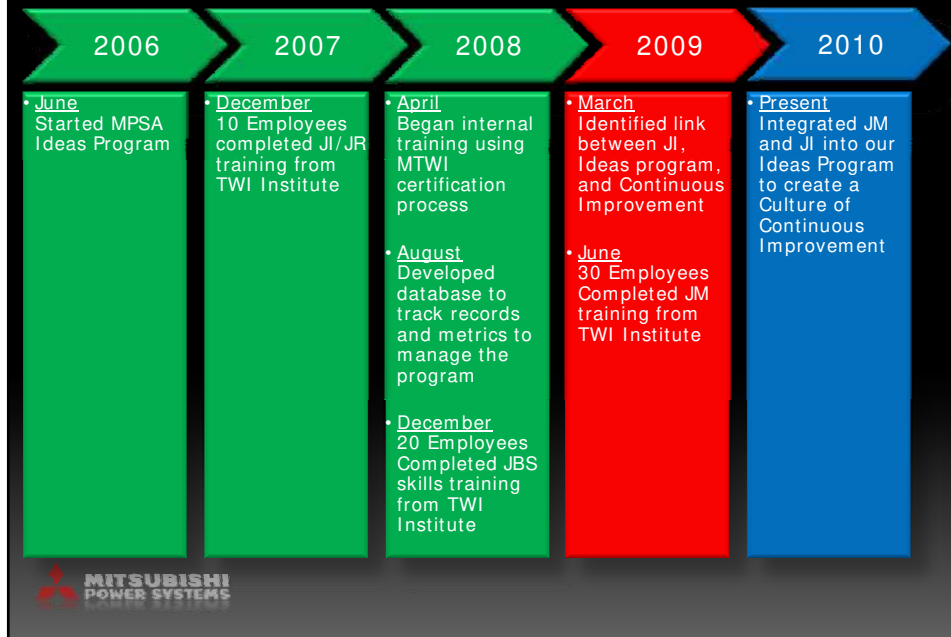 2006
• June
Started MPSA
Ideas Program
2007
• December
10 Employees
completed JI/JR
training from
TWI Institute
2008
• April
Began internal
training using
MTWI
certification
process
• August
Developed
database to
track records
and metrics to
manage the
program
• December
20 Employees
Completed JBS
skills training
from TWI
Institute
2009
• March
Identified link
between JI,
Ideas program,
and Continuous
Improvement
• June
30 Employees
Completed JM
training from
TWI Institute
2010
• Present
Integrated JM
and JI into our
Ideas Program
to create a
Culture of
Continuous
Improvement
MITSUBISHI
POWER SYSTEMS